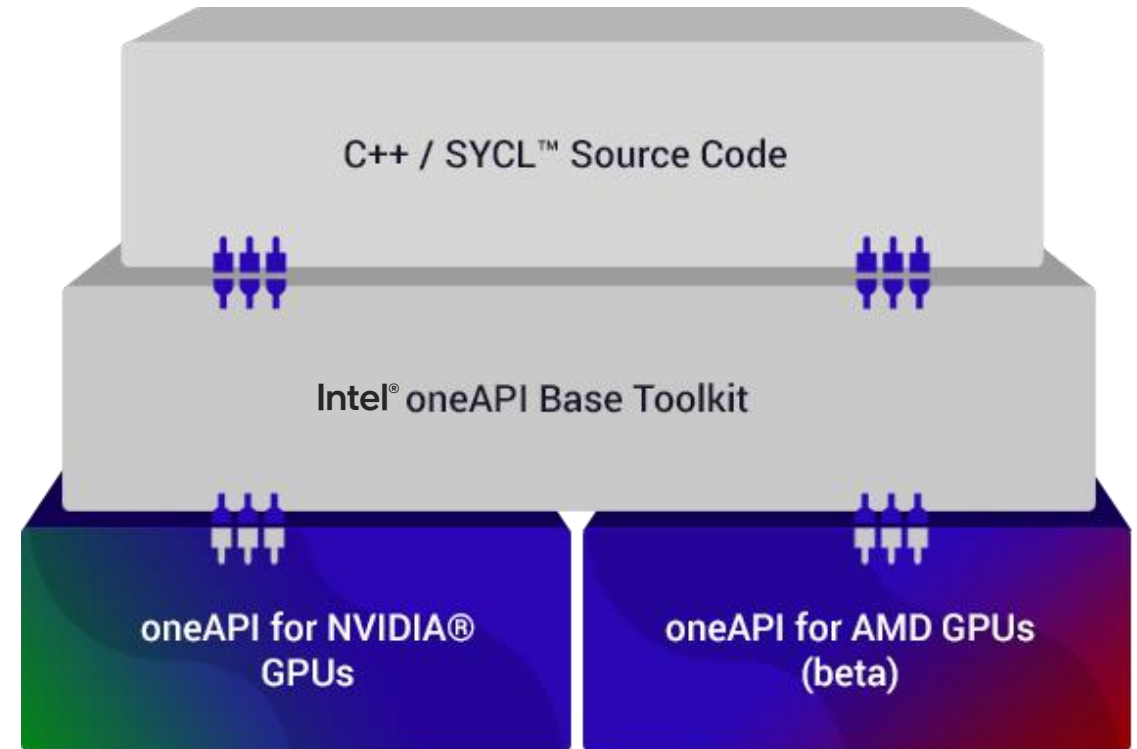 C++ / SYCL™ Source Code
Intel® oneAPI Base Toolkit
oneAPI for NVIDIA®
GPUs
oneAPI for AMD GPUs
(beta)